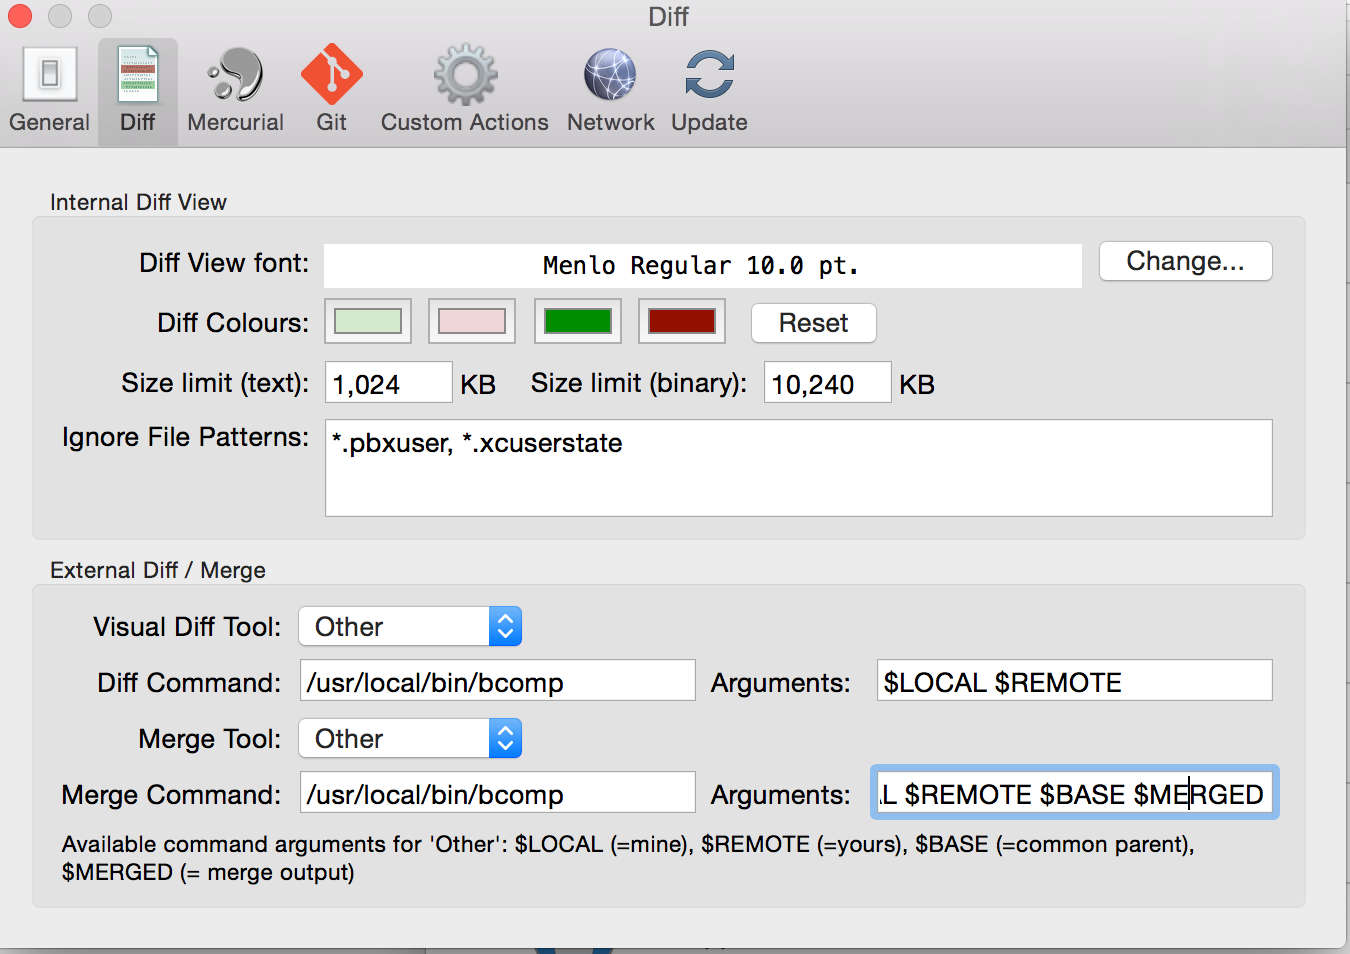 Diff
General Diff Mercurial Git Custom Actions Network Update
Internal Diff View
Diff View font: Menlo Regular 10.0 pt. Change...
Diff Colours: Reset
Size limit (text): 1,024 KB Size limit (binary): 10,240 KB
Ignore File Patterns: *.pbxuser, *.xcuserstate
External Diff / Merge
Visual Diff Tool: Other
Diff Command: /usr/local/bin/bcomp Arguments: $LOCAL $REMOTE
Merge Tool: Other
Merge Command: /usr/local/bin/bcomp Arguments: L $REMOTE $BASE $MERGED
Available command arguments for 'Other': $LOCAL (=mine), $REMOTE (=yours), $BASE (=common parent),
$MERGED (= merge output)